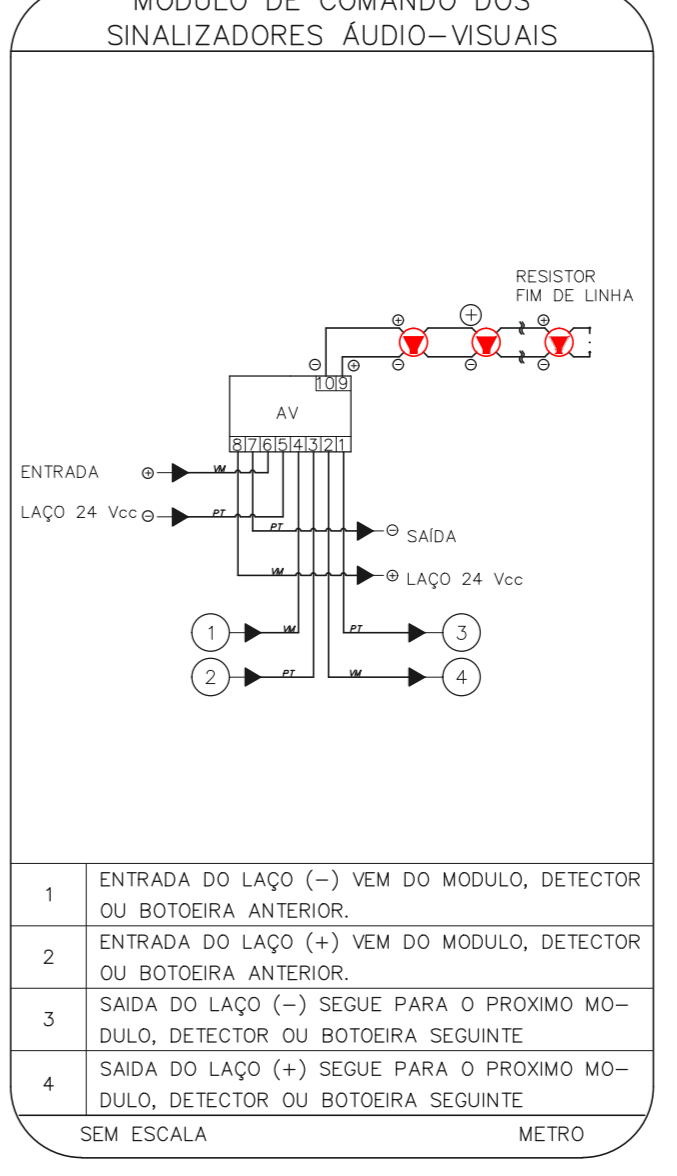 MÓDULO DE COMANDO DOS
SINALIZADORES ÁUDIO-VISUAIS
RESISTOR
FIM DE LINHA
10 9
AV
8 7 6 5 4 3 2 1
ENTRADA ⊕ VM
LAÇO 24 Vcc ⊖ PT
PT ⊖ SAÍDA
VM ⊕ LAÇO 24 Vcc
1 VM PT 3
2 PT VM 4
1 ENTRADA DO LAÇO (-) VEM DO MODULO, DETECTOR
OU BOTOEIRA ANTERIOR.
2 ENTRADA DO LAÇO (+) VEM DO MODULO, DETECTOR
OU BOTOEIRA ANTERIOR.
3 SAIDA DO LAÇO (-) SEGUE PARA O PROXIMO MO-
DULO, DETECTOR OU BOTOEIRA SEGUINTE
4 SAIDA DO LAÇO (+) SEGUE PARA O PROXIMO MO-
DULO, DETECTOR OU BOTOEIRA SEGUINTE
SEM ESCALA METRO